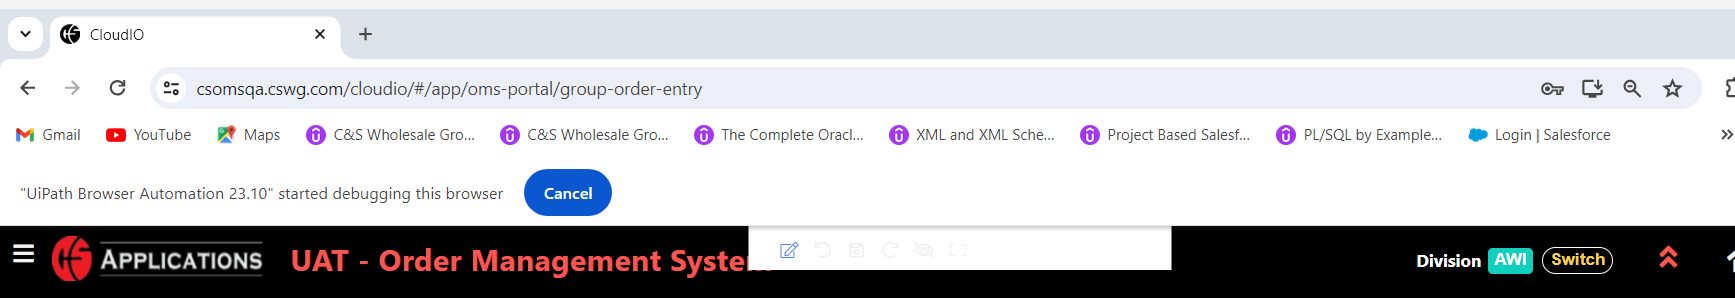 CloudIO
csomsqa.cswg.com/cloudio/#/app/oms-portal/group-order-entry
Gmail YouTube Maps C&S Wholesale Gro... C&S Wholesale Gro... The Complete Oracl... XML and XML Sche... Project Based Salesf... PL/SQL by Example... Login | Salesforce
"UiPath Browser Automation 23.10" started debugging this browser Cancel
APPLICATIONS UAT - Order Management System Division AWI Switch